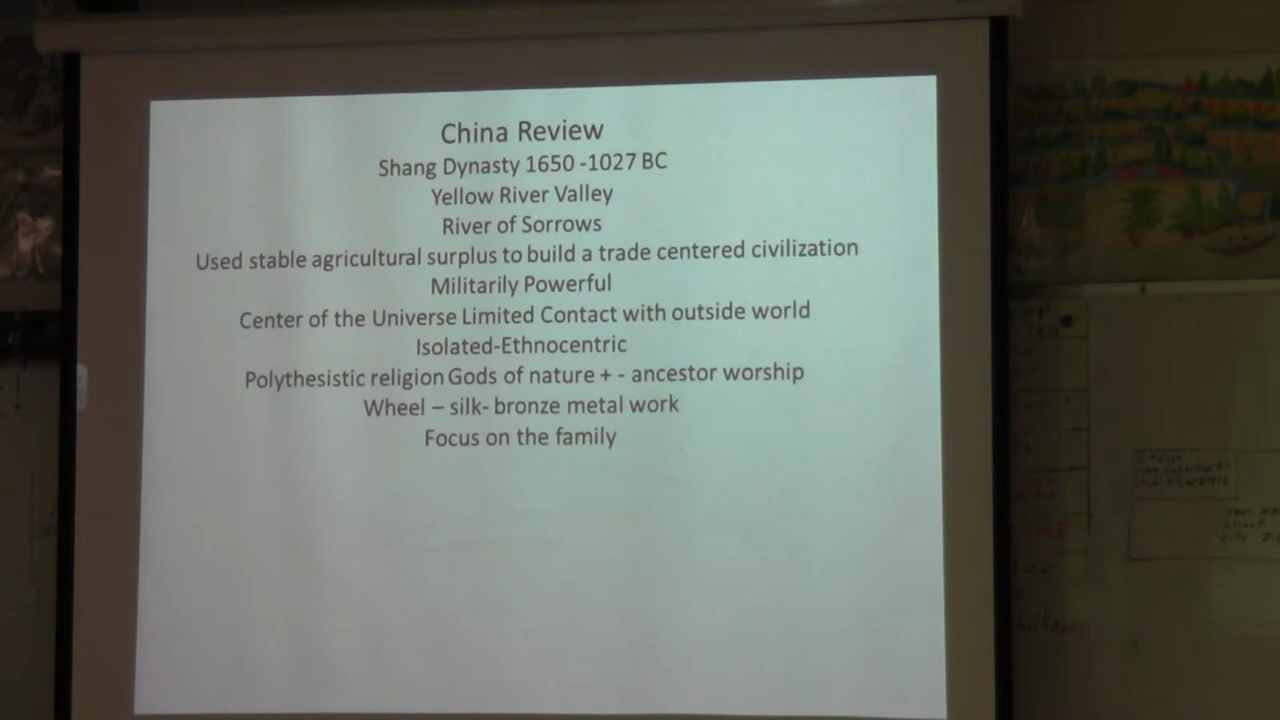 China Review
Shang Dynasty 1650 -1027 BC
Yellow River Valley
River of Sorrows
Used stable agricultural surplus to build a trade centered civilization
Militarily Powerful
Center of the Universe Limited Contact with outside world
Isolated-Ethnocentric
Polythesistic religion Gods of nature + - ancestor worship
Wheel – silk- bronze metal work
Focus on the family